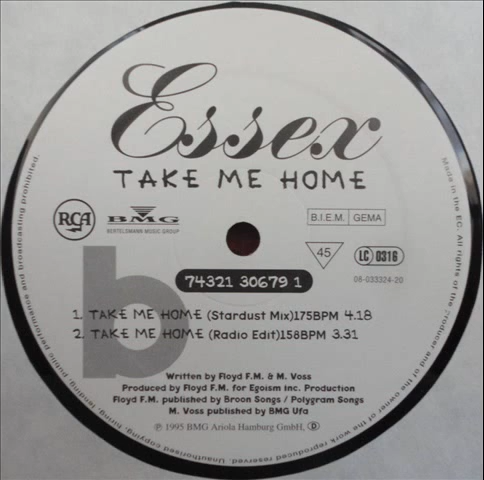 Essex
TAKE ME HOME
RCA
BMG
BERTELSMANN MUSIC GROUP
B.I.E.M.
GEMA
45
LC 0316
74321 30679 1
08-033324-20
b
1. TAKE ME HOME (Stardust Mix)175BPM 4.18
2. TAKE ME HOME (Radio Edit)158BPM 3.31
Written by Floyd F.M. & M. Voss
Produced by Floyd F.M. for Egoism Inc. Production
Floyd F.M. published by Broon Songs / Polygram Songs
M. Voss published by BMG Ufa
℗ 1995 BMG Ariola Hamburg GmbH, D
Made in the EC. All rights of the producer and of the owner of the work reproduced reserved. Unauthorised copying, hiring, lending, public performance and broadcasting prohibited.